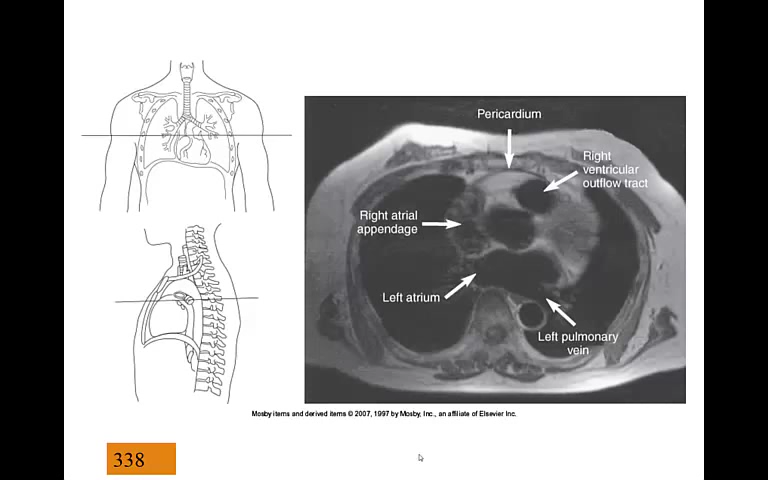 Pericardium
Right
ventricular
outflow tract
Right atrial
appendage
Left atrium
Left pulmonary
vein
Mosby items and derived items © 2007, 1997 by Mosby, Inc., an affiliate of Elsevier Inc.
338